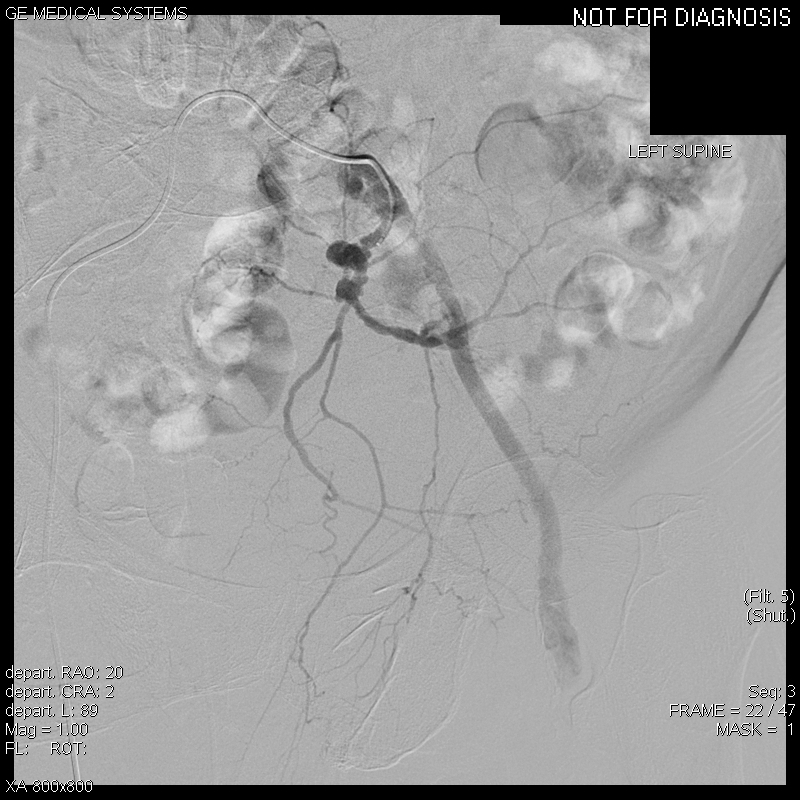 GE MEDICAL SYSTEMS
NOT FOR DIAGNOSIS
LEFT SUPINE
(Filt. 5)
(Shut.)
depart. RAO: 20
depart. CRA: 2
depart. L: 89
Mag = 1.00
FL: ROT:
Seq: 3
FRAME = 22 / 47
MASK = 1
XA 800x800